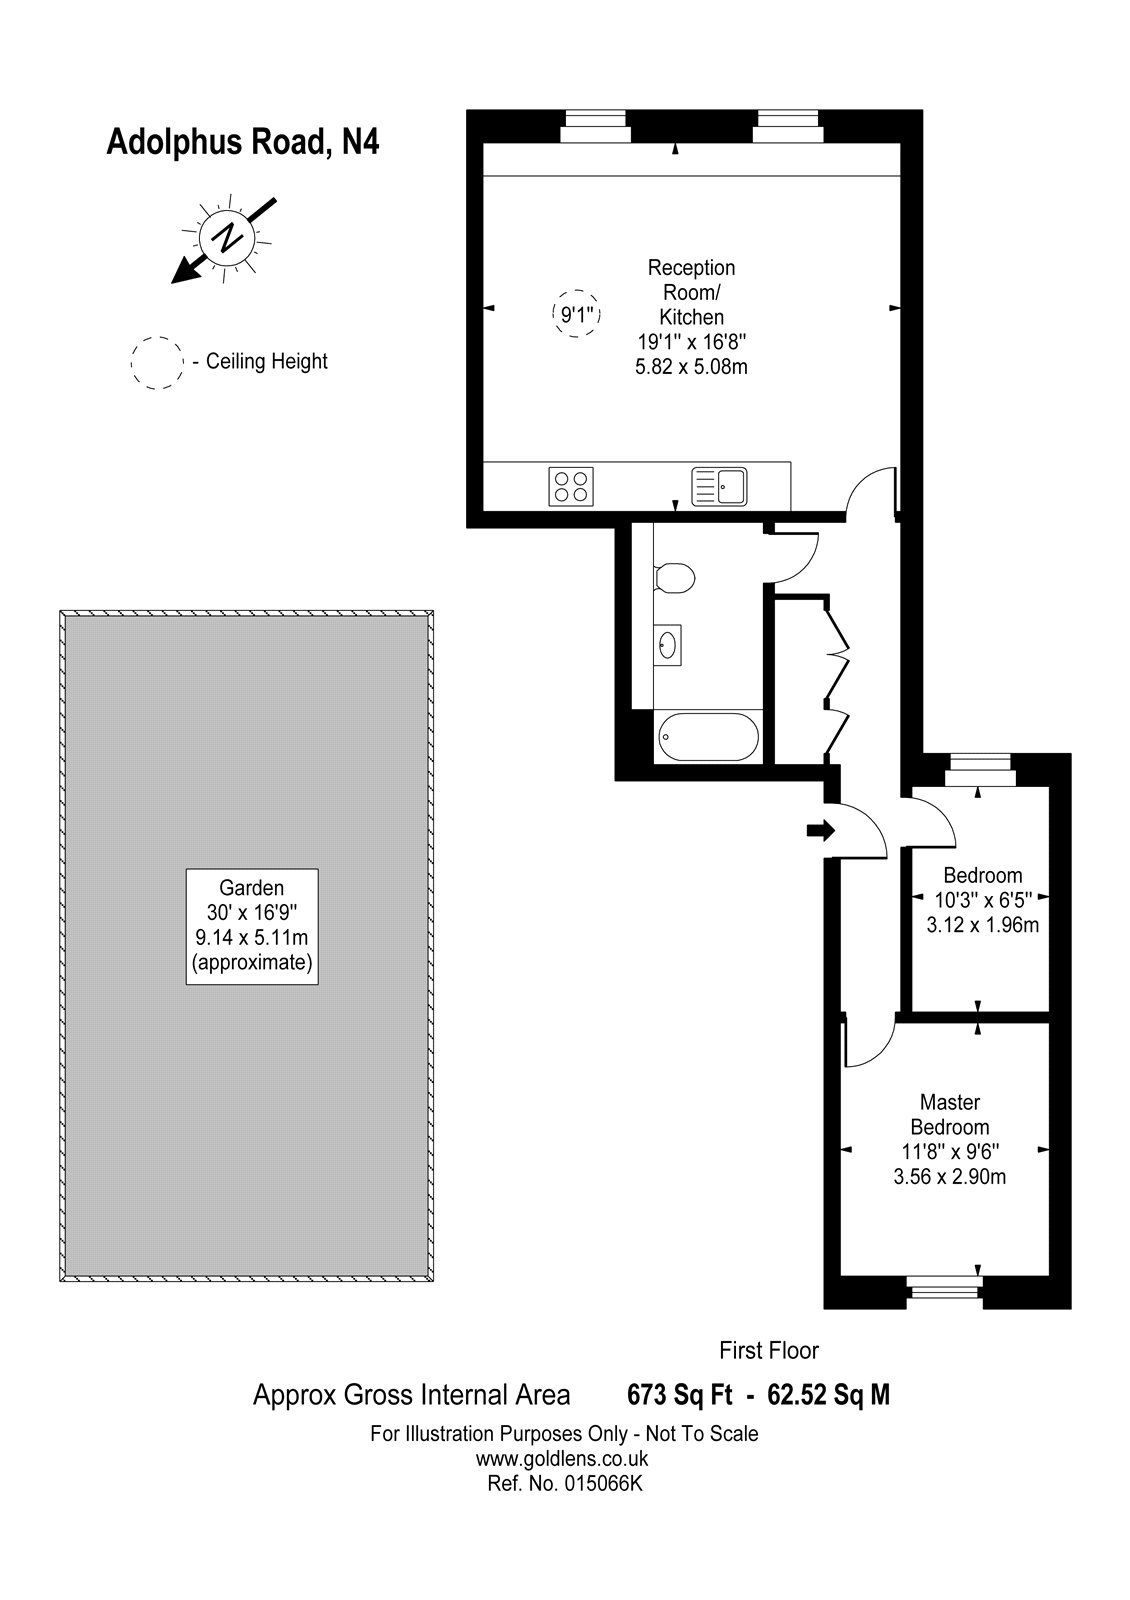 Adolphus Road, N4
N
- Ceiling Height
Reception
Room/
Kitchen
19'1" x 16'8"
5.82 x 5.08m
9'1"
Bedroom
10'3" x 6'5"
3.12 x 1.96m
Garden
30' x 16'9"
9.14 x 5.11m
(approximate)
Master
Bedroom
11'8" x 9'6"
3.56 x 2.90m
First Floor
Approx Gross Internal Area 673 Sq Ft - 62.52 Sq M
For Illustration Purposes Only - Not To Scale
www.goldlens.co.uk
Ref. No. 015066K